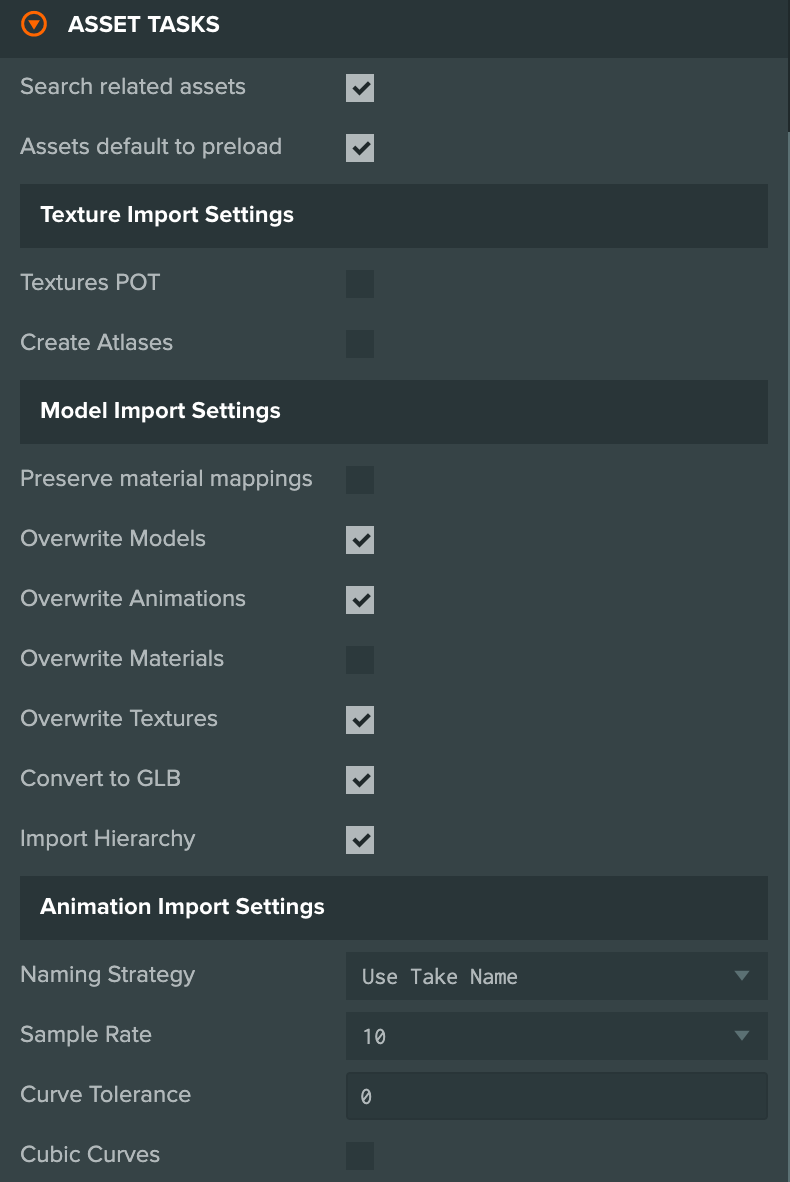 ASSET TASKS
Search related assets
Assets default to preload
Texture Import Settings
Textures POT
Create Atlases
Model Import Settings
Preserve material mappings
Overwrite Models
Overwrite Animations
Overwrite Materials
Overwrite Textures
Convert to GLB
Import Hierarchy
Animation Import Settings
Naming Strategy Use Take Name
Sample Rate 10
Curve Tolerance 0
Cubic Curves